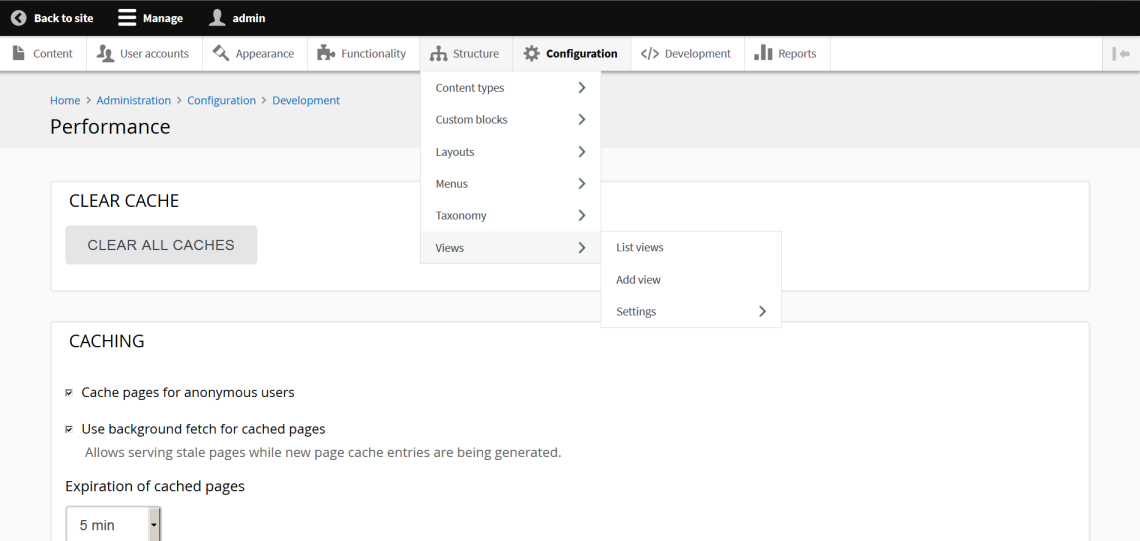 Back to site Manage admin
Content User accounts Appearance Functionality Structure Configuration Development Reports
Home Administration Configuration Development
Performance
Content types
Custom blocks
Layouts
Menus
Taxonomy
Views
List views
Add view
Settings
CLEAR CACHE
CLEAR ALL CACHES
CACHING
Cache pages for anonymous users
Use background fetch for cached pages
Allows serving stale pages while new page cache entries are being generated.
Expiration of cached pages
5 min